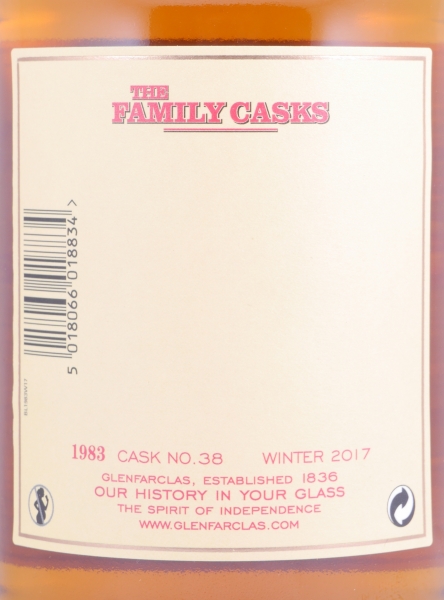 THE
FAMILY CASKS
5 018066 018834 >
1983 CASK NO.38 WINTER 2017
GLENFARCLAS, ESTABLISHED 1836
OUR HISTORY IN YOUR GLASS
THE SPIRIT OF INDEPENDENCE
WWW.GLENFARCLAS.COM